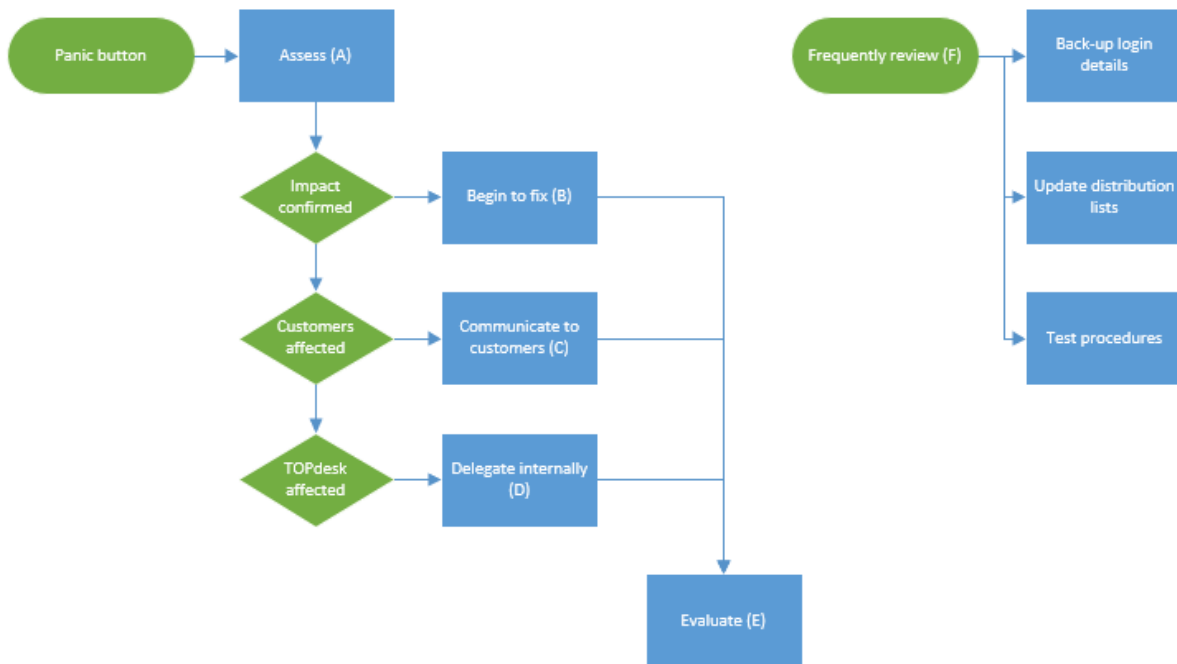 Panic button
Assess (A)
Frequently review (F)
Back-up login
details
Impact
confirmed
Begin to fix (B)
Update distribution
lists
Customers
affected
Communicate to
customers (C)
Test procedures
TOPdesk
affected
Delegate internally
(D)
Evaluate (E)